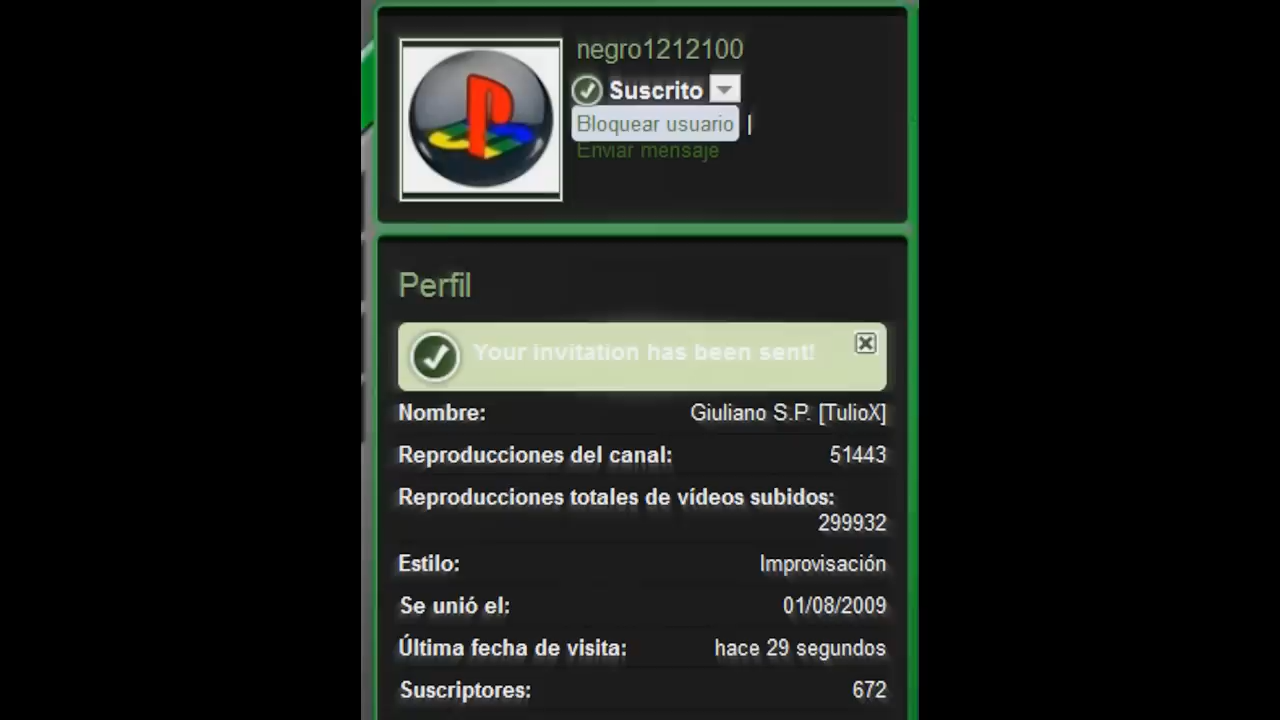 negro1212100
Suscrito
Bloquear usuario |
Enviar mensaje
Perfil
Your invitation has been sent!
Nombre: Giuliano S.P. [TulioX]
Reproducciones del canal: 51443
Reproducciones totales de vídeos subidos:
299932
Estilo: Improvisación
Se unió el: 01/08/2009
Última fecha de visita: hace 29 segundos
Suscriptores: 672